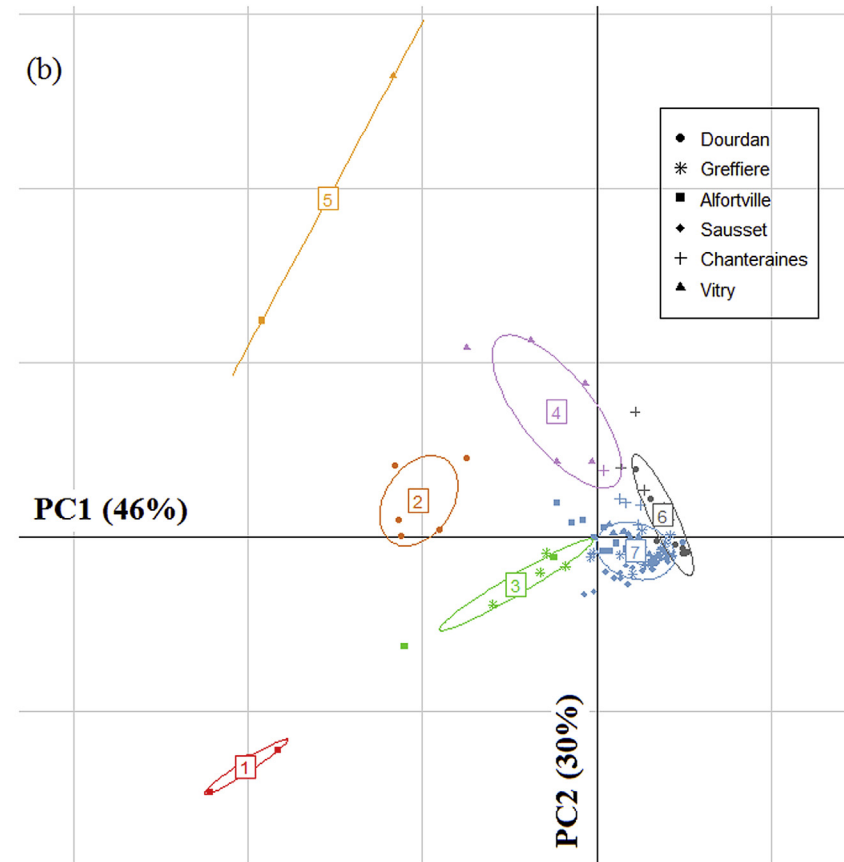 (b)
Dourdan
Greffiere
Alfortville
Sausset
Chanteraines
Vitry
5
4
2
PC1 (46%)
6
7
3
PC2 (30%)
1